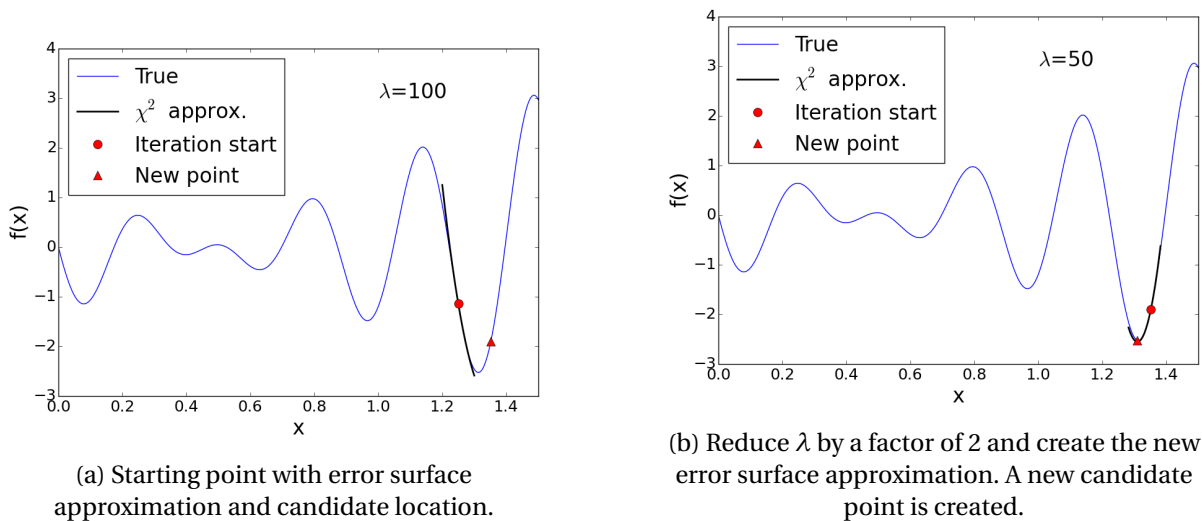 4
3
2
1
0
−1
−2
−3
0.0 0.2 0.4 0.6 0.8 1.0 1.2 1.4
f(x)
x
True
χ² approx.
Iteration start
New point
λ=100
(a) Starting point with error surface
approximation and candidate location.
4
3
2
1
0
−1
−2
−3
0.0 0.2 0.4 0.6 0.8 1.0 1.2 1.4
f(x)
x
True
χ² approx.
Iteration start
New point
λ=50
(b) Reduce λ by a factor of 2 and create the new
error surface approximation. A new candidate
point is created.